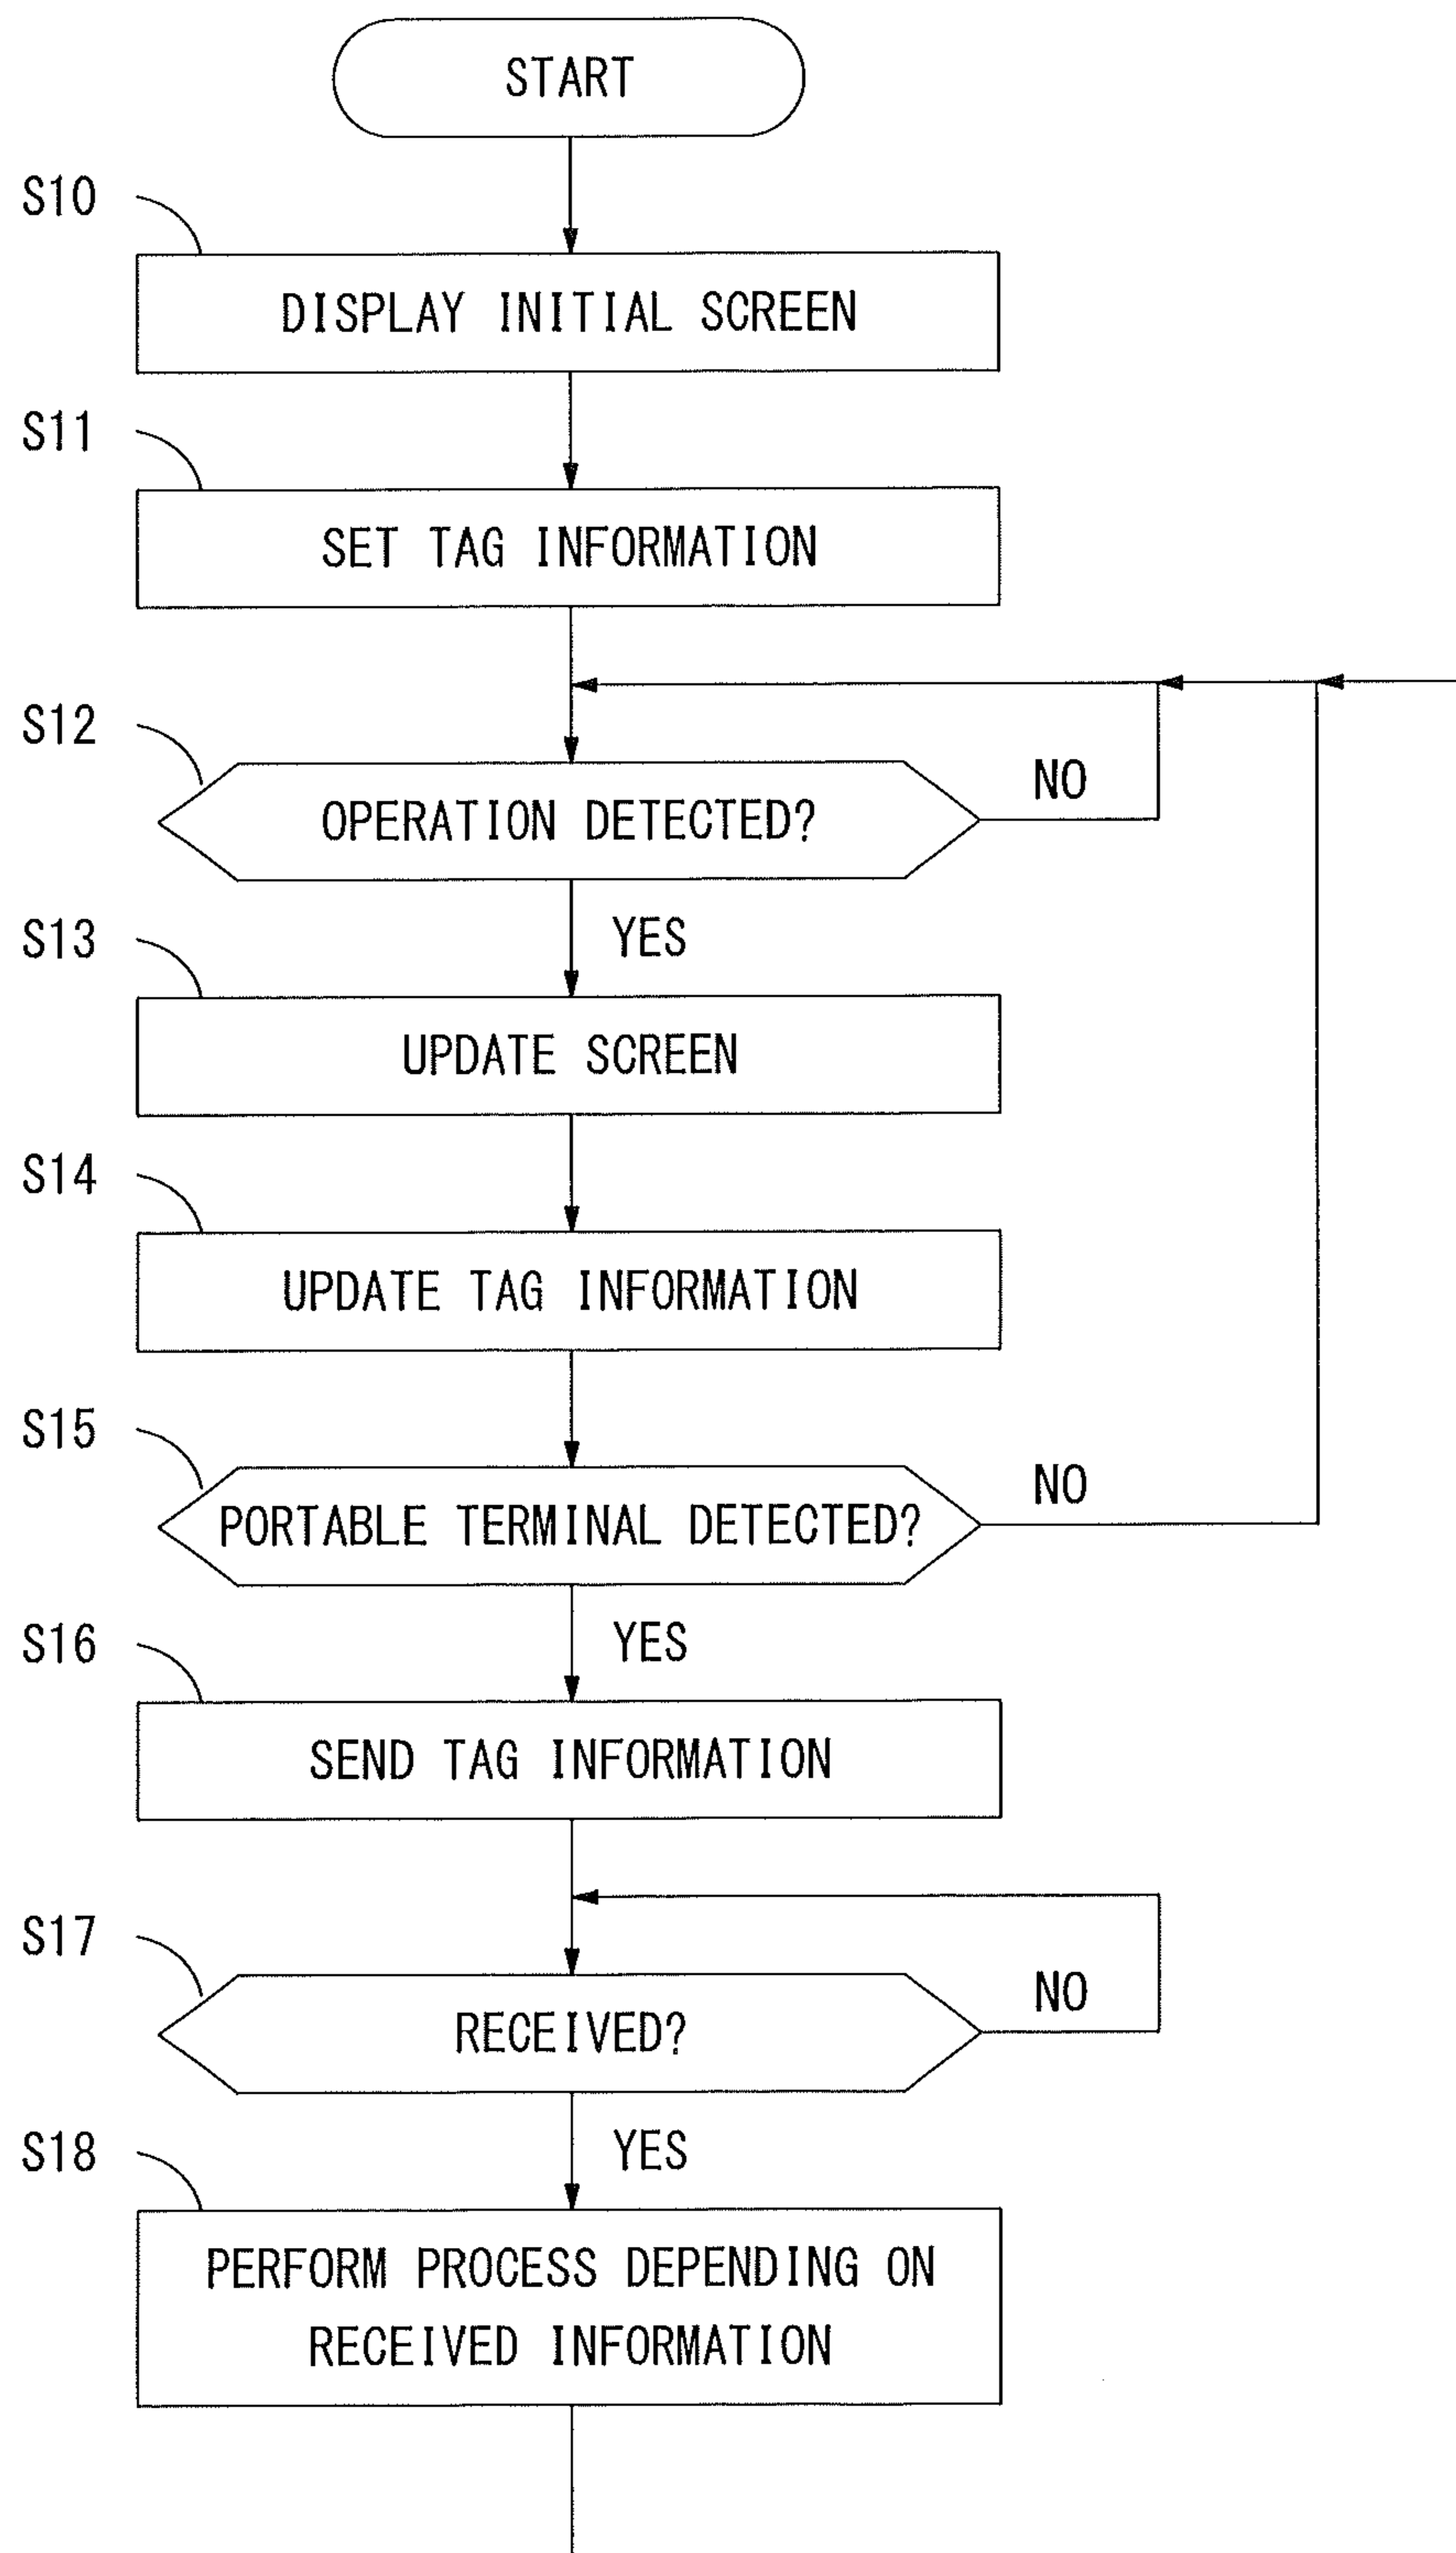 START
S10
DISPLAY INITIAL SCREEN
S11
SET TAG INFORMATION
S12
OPERATION DETECTED?
NO
YES
S13
UPDATE SCREEN
S14
UPDATE TAG INFORMATION
S15
PORTABLE TERMINAL DETECTED?
NO
YES
S16
SEND TAG INFORMATION
S17
RECEIVED?
NO
YES
S18
PERFORM PROCESS DEPENDING ON
RECEIVED INFORMATION